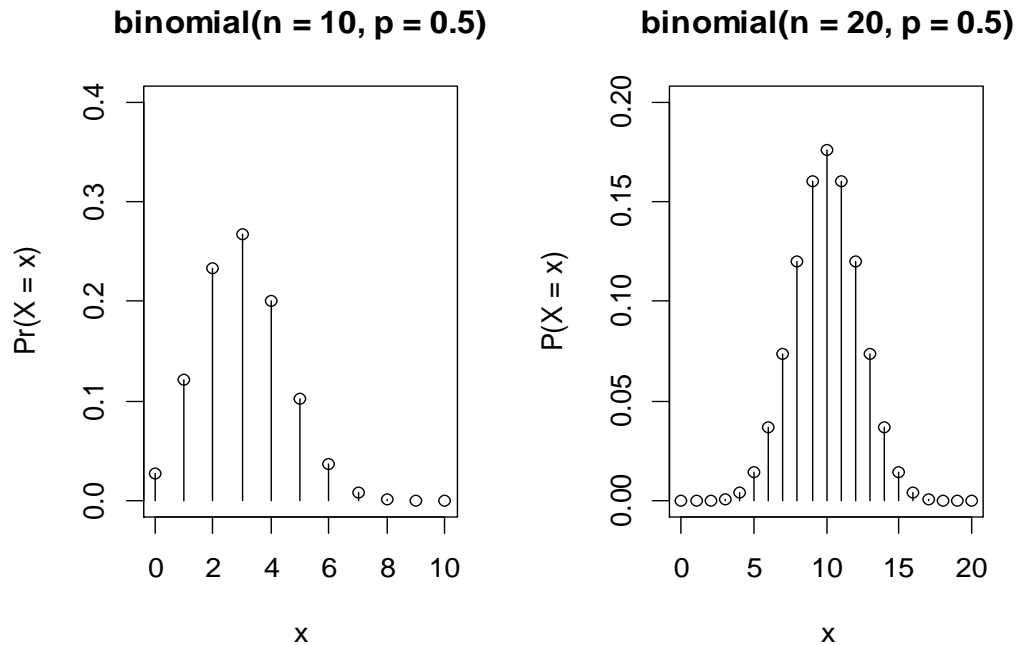 binomial(n = 10, p = 0.5)
0.4
0.3
0.2
0.1
0.0
Pr(X = x)
0 2 4 6 8 10
x
binomial(n = 20, p = 0.5)
0.20
0.15
0.10
0.05
0.00
P(X = x)
0 5 10 15 20
x